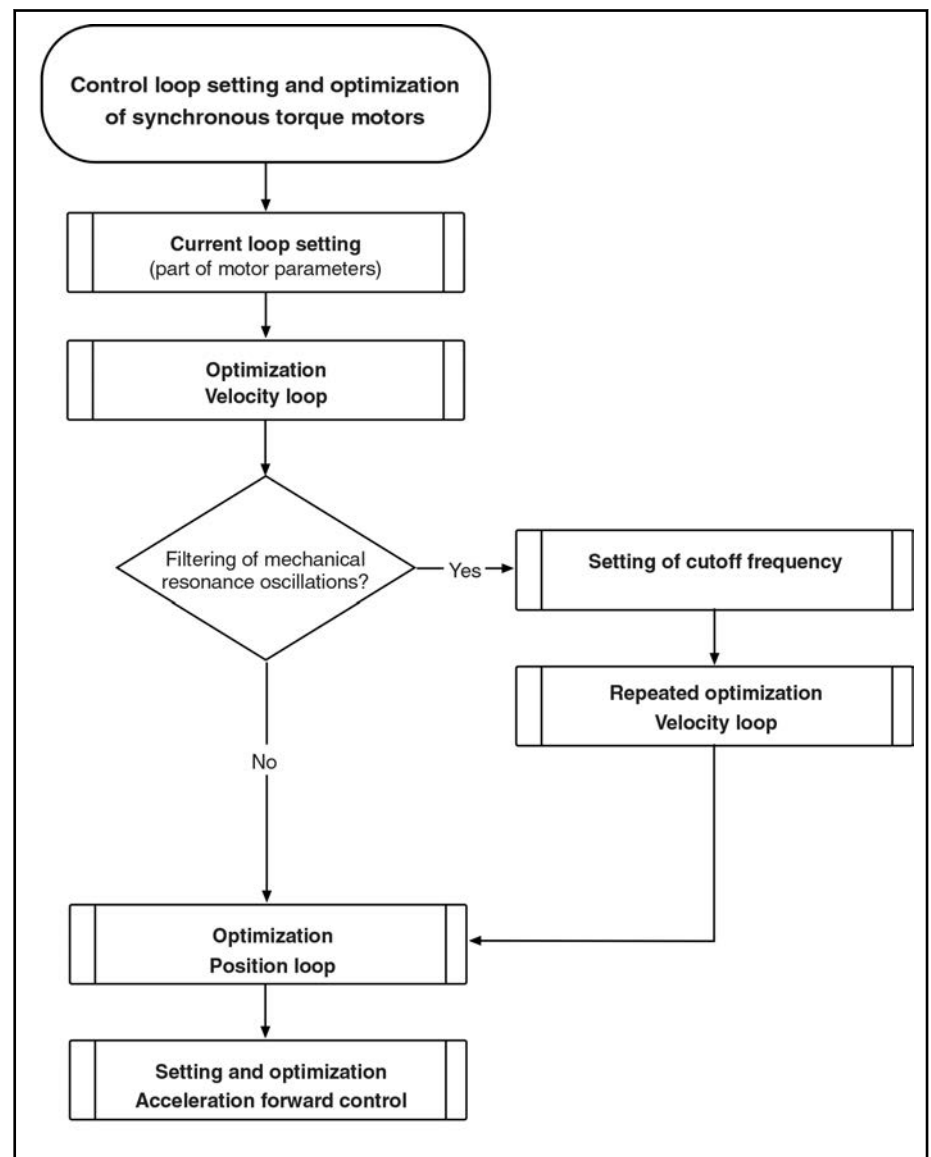 Control loop setting and optimization
of synchronous torque motors
Current loop setting
(part of motor parameters)
Optimization
Velocity loop
Filtering of mechanical
resonance oscillations?
Yes
Setting of cutoff frequency
Repeated optimization
Velocity loop
No
Optimization
Position loop
Setting and optimization
Acceleration forward control